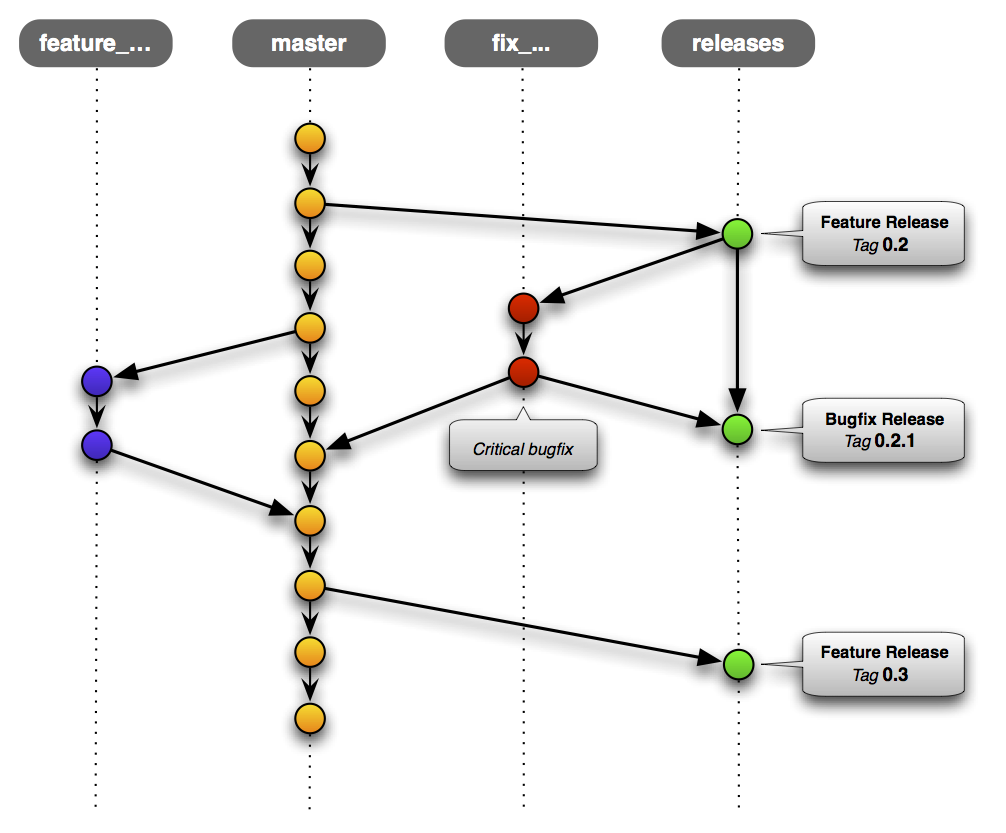 feature_...
master
fix_...
releases
Feature Release
Tag 0.2
Bugfix Release
Tag 0.2.1
Critical bugfix
Feature Release
Tag 0.3